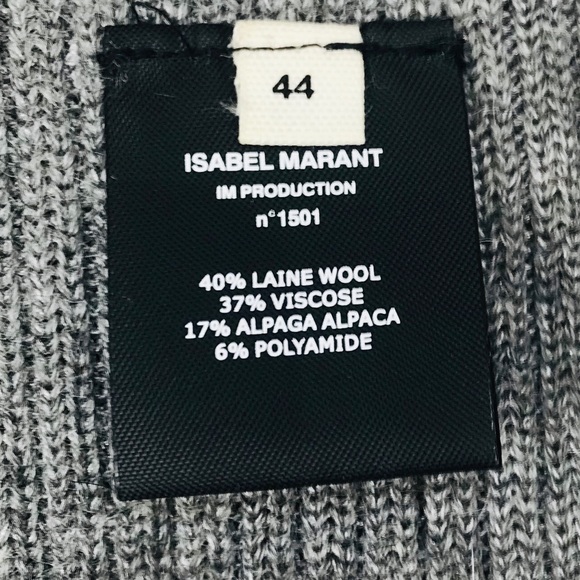 44
ISABEL MARANT
IM PRODUCTION
n°1501
40% LAINE WOOL
37% VISCOSE
17% ALPAGA ALPACA
6% POLYAMIDE